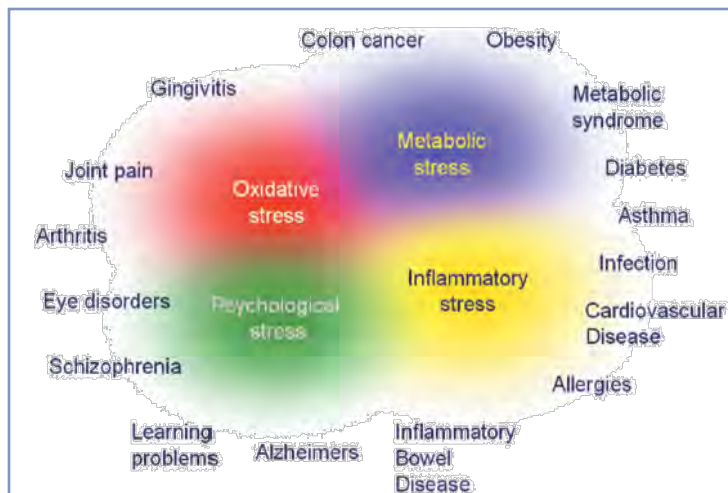 Colon cancer
Obesity
Gingivitis
Metabolic
syndrome
Metabolic
stress
Joint pain
Diabetes
Oxidative
stress
Asthma
Arthritis
Infection
Inflammatory
stress
Eye disorders
Psychological
stress
Cardiovascular
Disease
Schizophrenia
Allergies
Learning
problems
Alzheimers
Inflammatory
Bowel
Disease